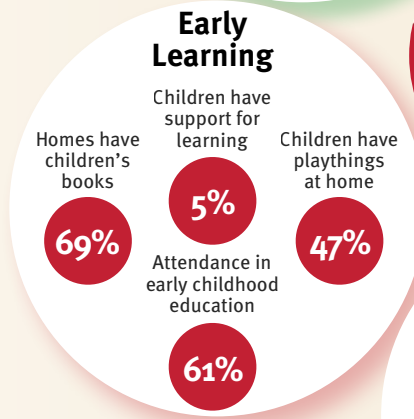 Early
Learning
Children have
support for
learning
5%
Homes have
children's
books
69%
Children have
playthings
at home
47%
Attendance in
early childhood
education
61%